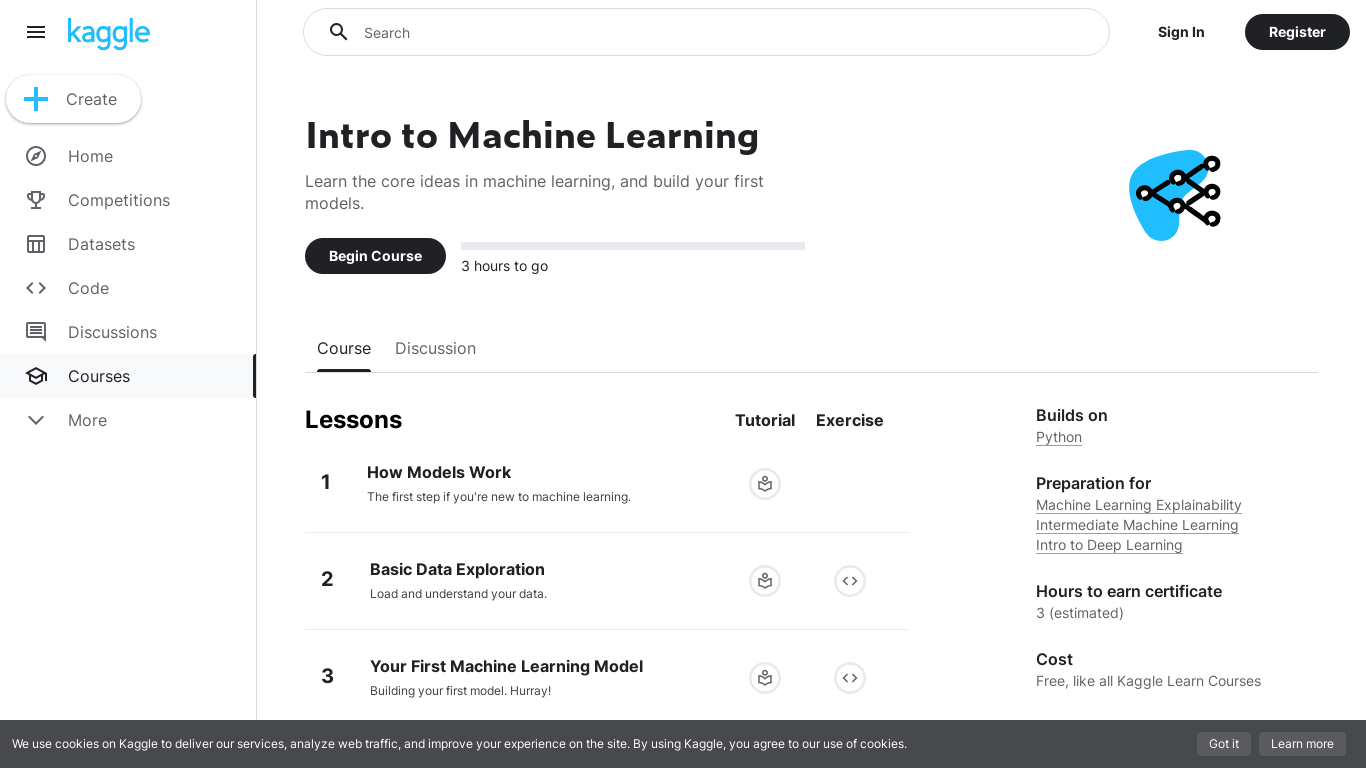 kaggle
Search
Sign In
Register
Create
Home
Competitions
Datasets
Code
Discussions
Courses
More
Intro to Machine Learning
Learn the core ideas in machine learning, and build your first
models.
Begin Course
3 hours to go
Course
Discussion
Lessons
Tutorial
Exercise
1
How Models Work
The first step if you're new to machine learning.
2
Basic Data Exploration
Load and understand your data.
3
Your First Machine Learning Model
Building your first model. Hurray!
Builds on
Python
Preparation for
Machine Learning Explainability
Intermediate Machine Learning
Intro to Deep Learning
Hours to earn certificate
3 (estimated)
Cost
Free, like all Kaggle Learn Courses
We use cookies on Kaggle to deliver our services, analyze web traffic, and improve your experience on the site. By using Kaggle, you agree to our use of cookies.
Got it
Learn more